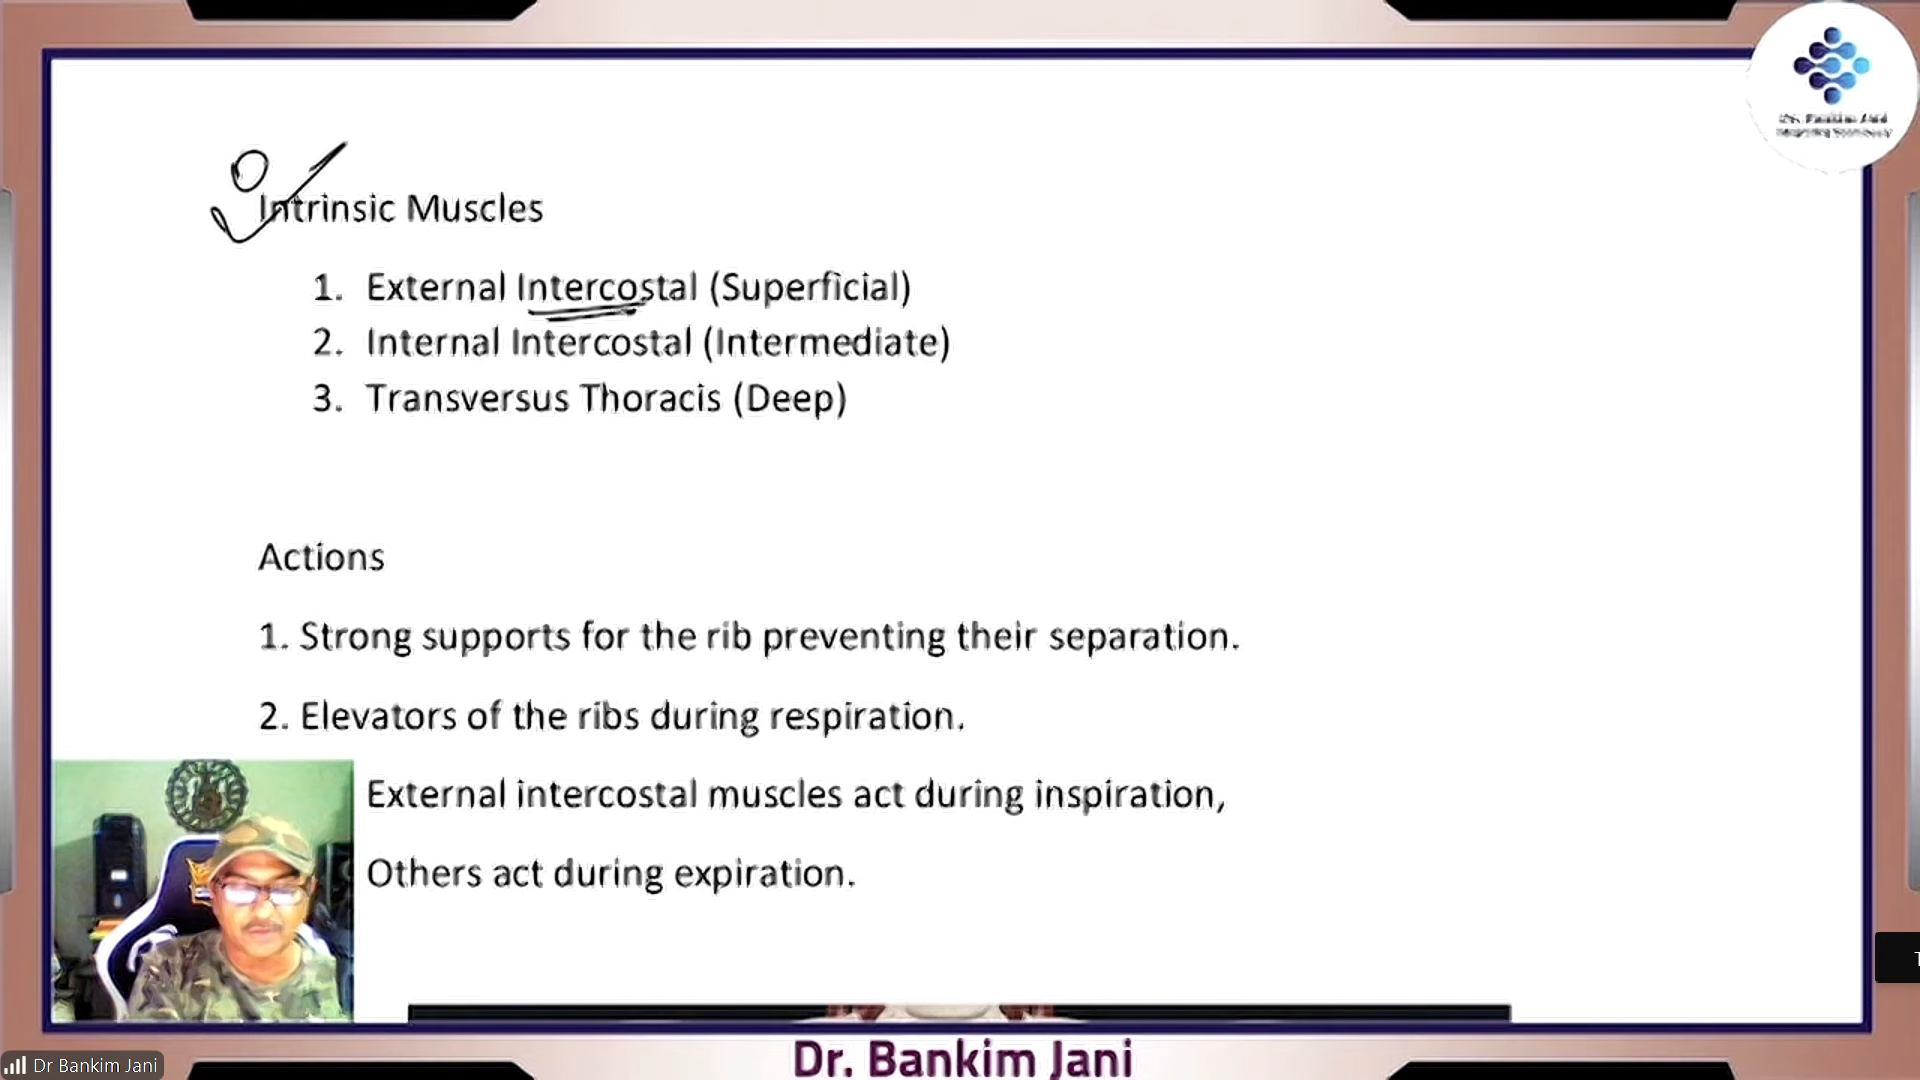 Intrinsic Muscles
1. External Intercostal (Superficial)
2. Internal Intercostal (Intermediate)
3. Transversus Thoracis (Deep)
Actions
1. Strong supports for the rib preventing their separation.
2. Elevators of the ribs during respiration.
External intercostal muscles act during inspiration,
Others act during expiration.
Dr. Bankim Jani
Dr Bankim Jani